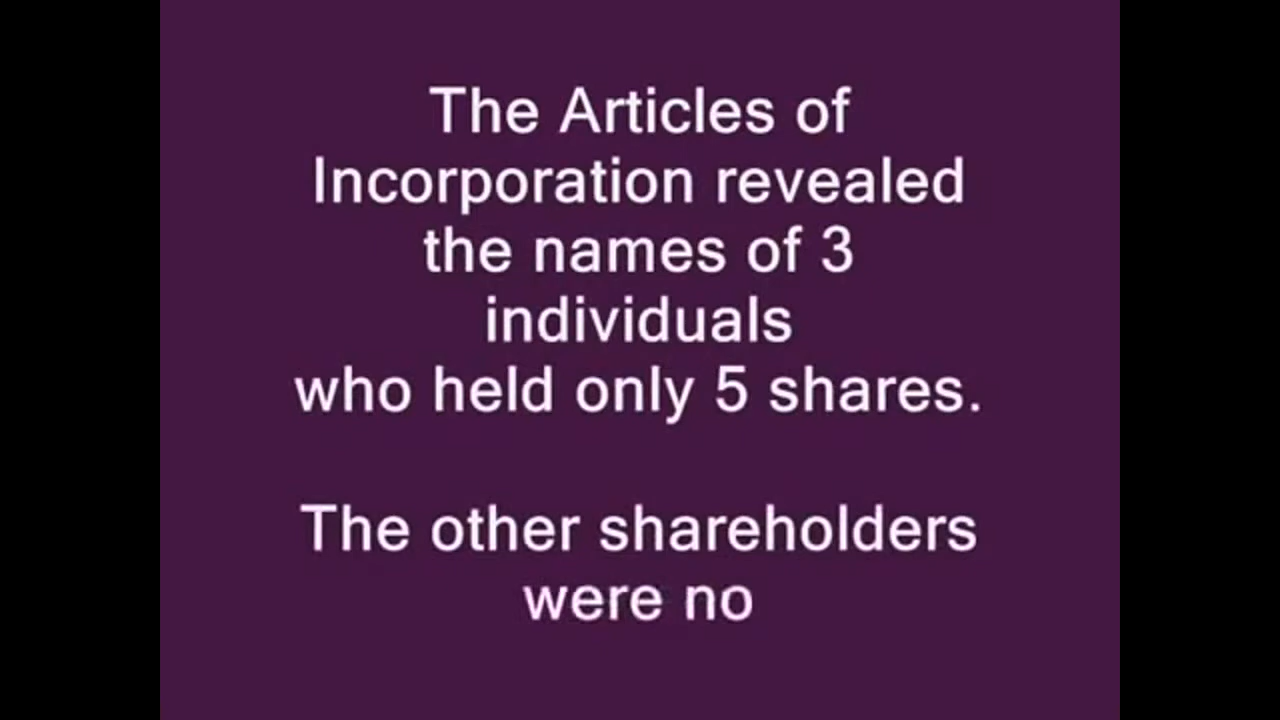 The Articles of
Incorporation revealed
the names of 3
individuals
who held only 5 shares.
The other shareholders
were no